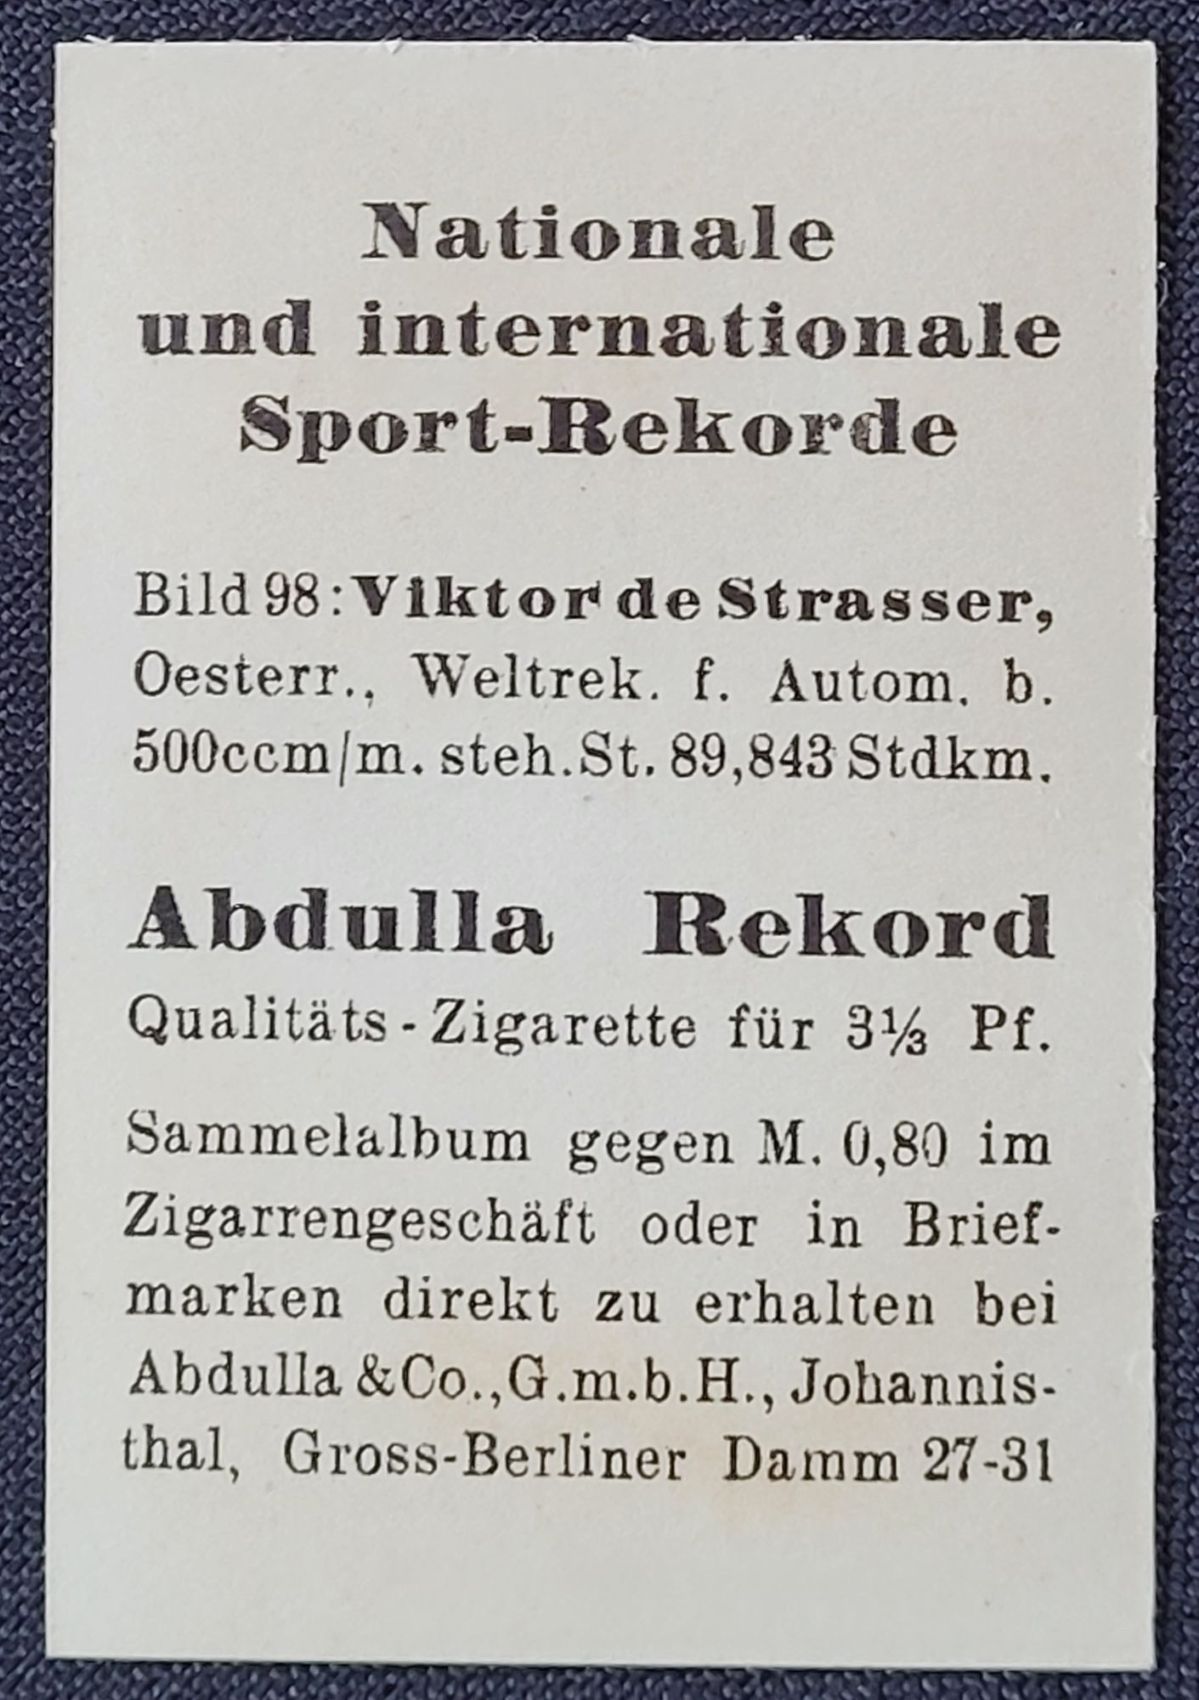 Nationale
und internationale
Sport-Rekorde
Bild 98: Viktor de Strasser,
Oesterr., Weltrek. f. Autom. b.
500ccm/m. steh. St. 89,843 Stdkm.
Abdulla Rekord
Qualitäts-Zigarette für 3⅓ Pf.
Sammelalbum gegen M. 0,80 im
Zigarrengeschäft oder in Brief-
marken direkt zu erhalten bei
Abdulla & Co., G.m.b.H., Johannis-
thal, Gross-Berliner Damm 27-31